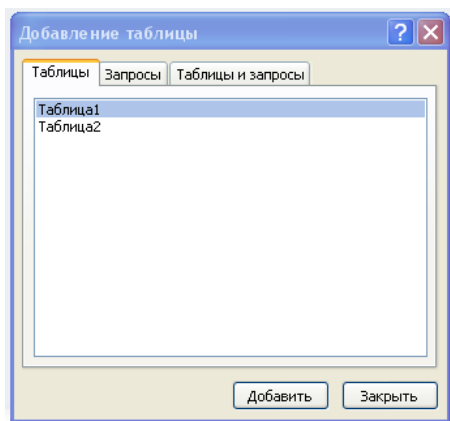 Добавление таблицы
Таблицы Запросы Таблицы и запросы
Таблица1
Таблица2
Добавить Закрыть